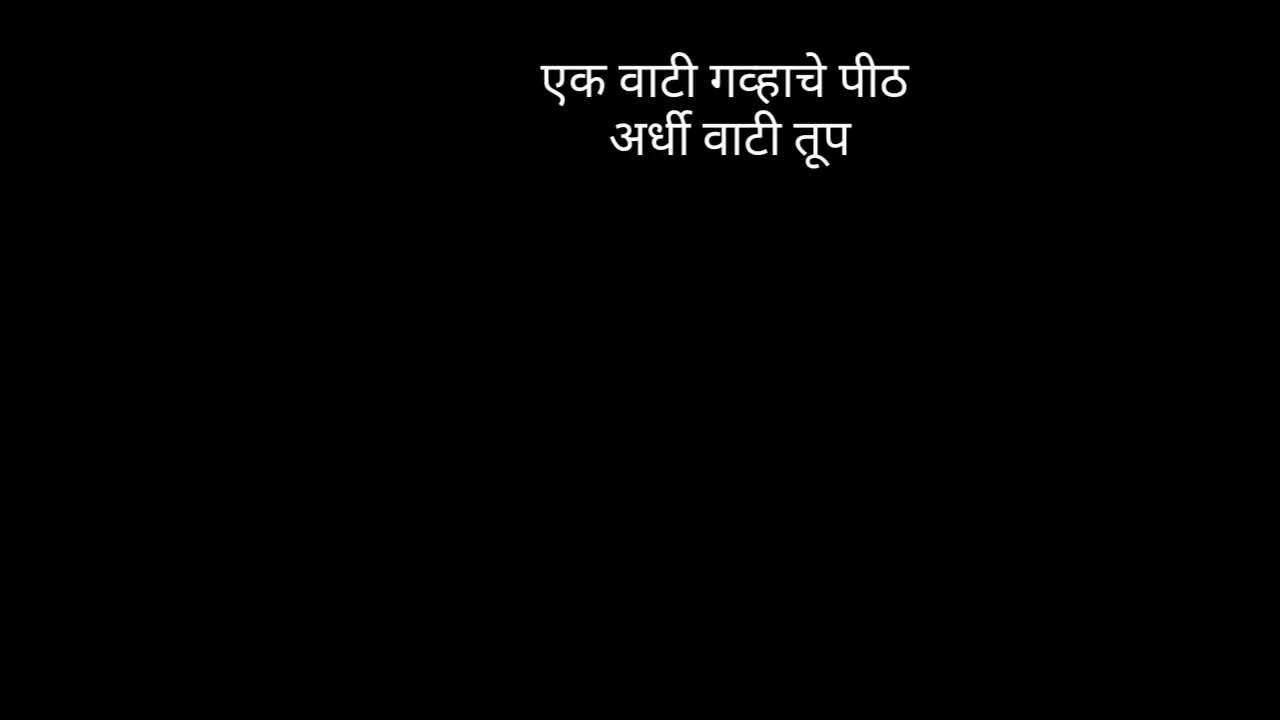 एक वाटी गव्हाचे पीठ
अर्धी वाटी तूप